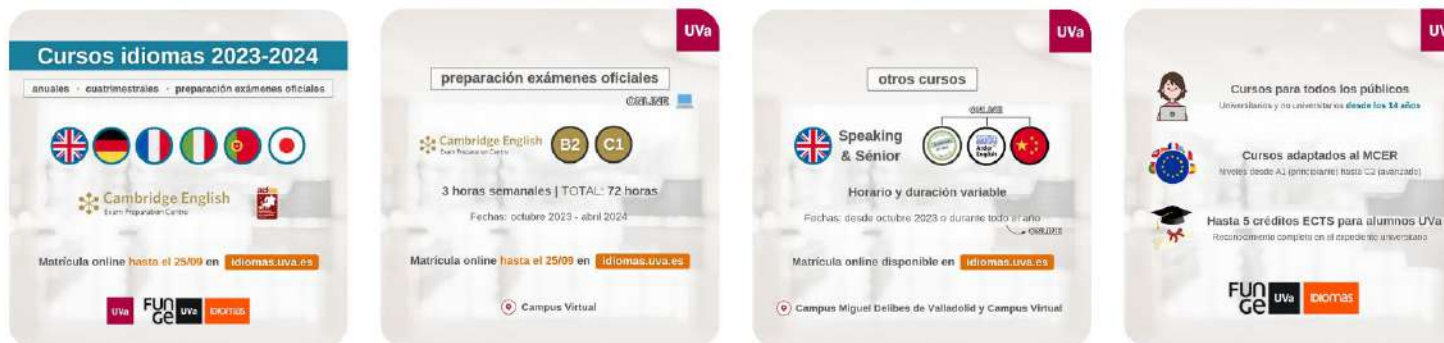 Cursos idiomas 2023-2024
anuales · cuatrimestrales · preparación exámenes oficiales
Cambridge English
Exam Preparation Centre
Matrícula online hasta el 25/09 en idiomas.uva.es
UVa FUNGE UVa IDIOMAS
UVa
preparación exámenes oficiales
ONLINE
Cambridge English B2 C1
Exam Preparation Centre
3 horas semanales | TOTAL: 72 horas
Fechas: octubre 2023 - abril 2024
Matrícula online hasta el 25/09 en idiomas.uva.es
Campus Virtual
UVa
otros cursos
ONLINE
Speaking
& Sénior
Horario y duración variable
Fechas: desde octubre 2023 o durante todo el año
ONLINE
Matrícula online disponible en idiomas.uva.es
Campus Miguel Delibes de Valladolid y Campus Virtual
Cursos para todos los públicos
Universitarios y no universitarios desde los 14 años
Cursos adaptados al MCER
Niveles desde A1 (principiante) hasta C2 (avanzado)
Hasta 5 créditos ECTS para alumnos UVa
Reconocimiento completo en el expediente universitario
FUNGE UVa IDIOMAS